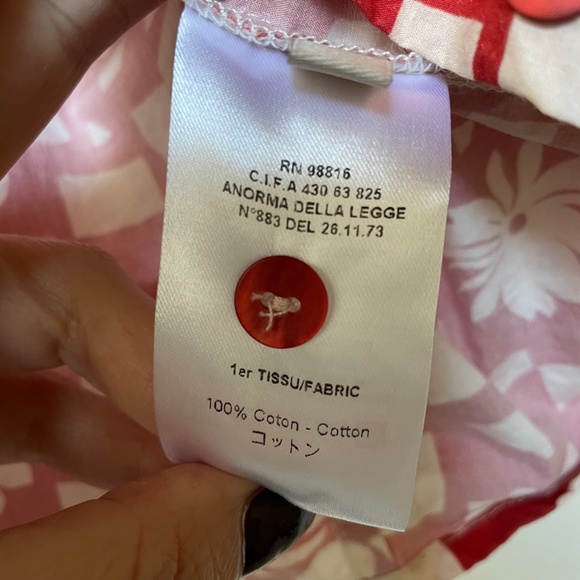 RN 98816
C.I.F.A 430 63 825
ANORMA DELLA LEGGE
N°883 DEL 26.11.73
1er TISSU/FABRIC
100% Coton - Cotton
コットン